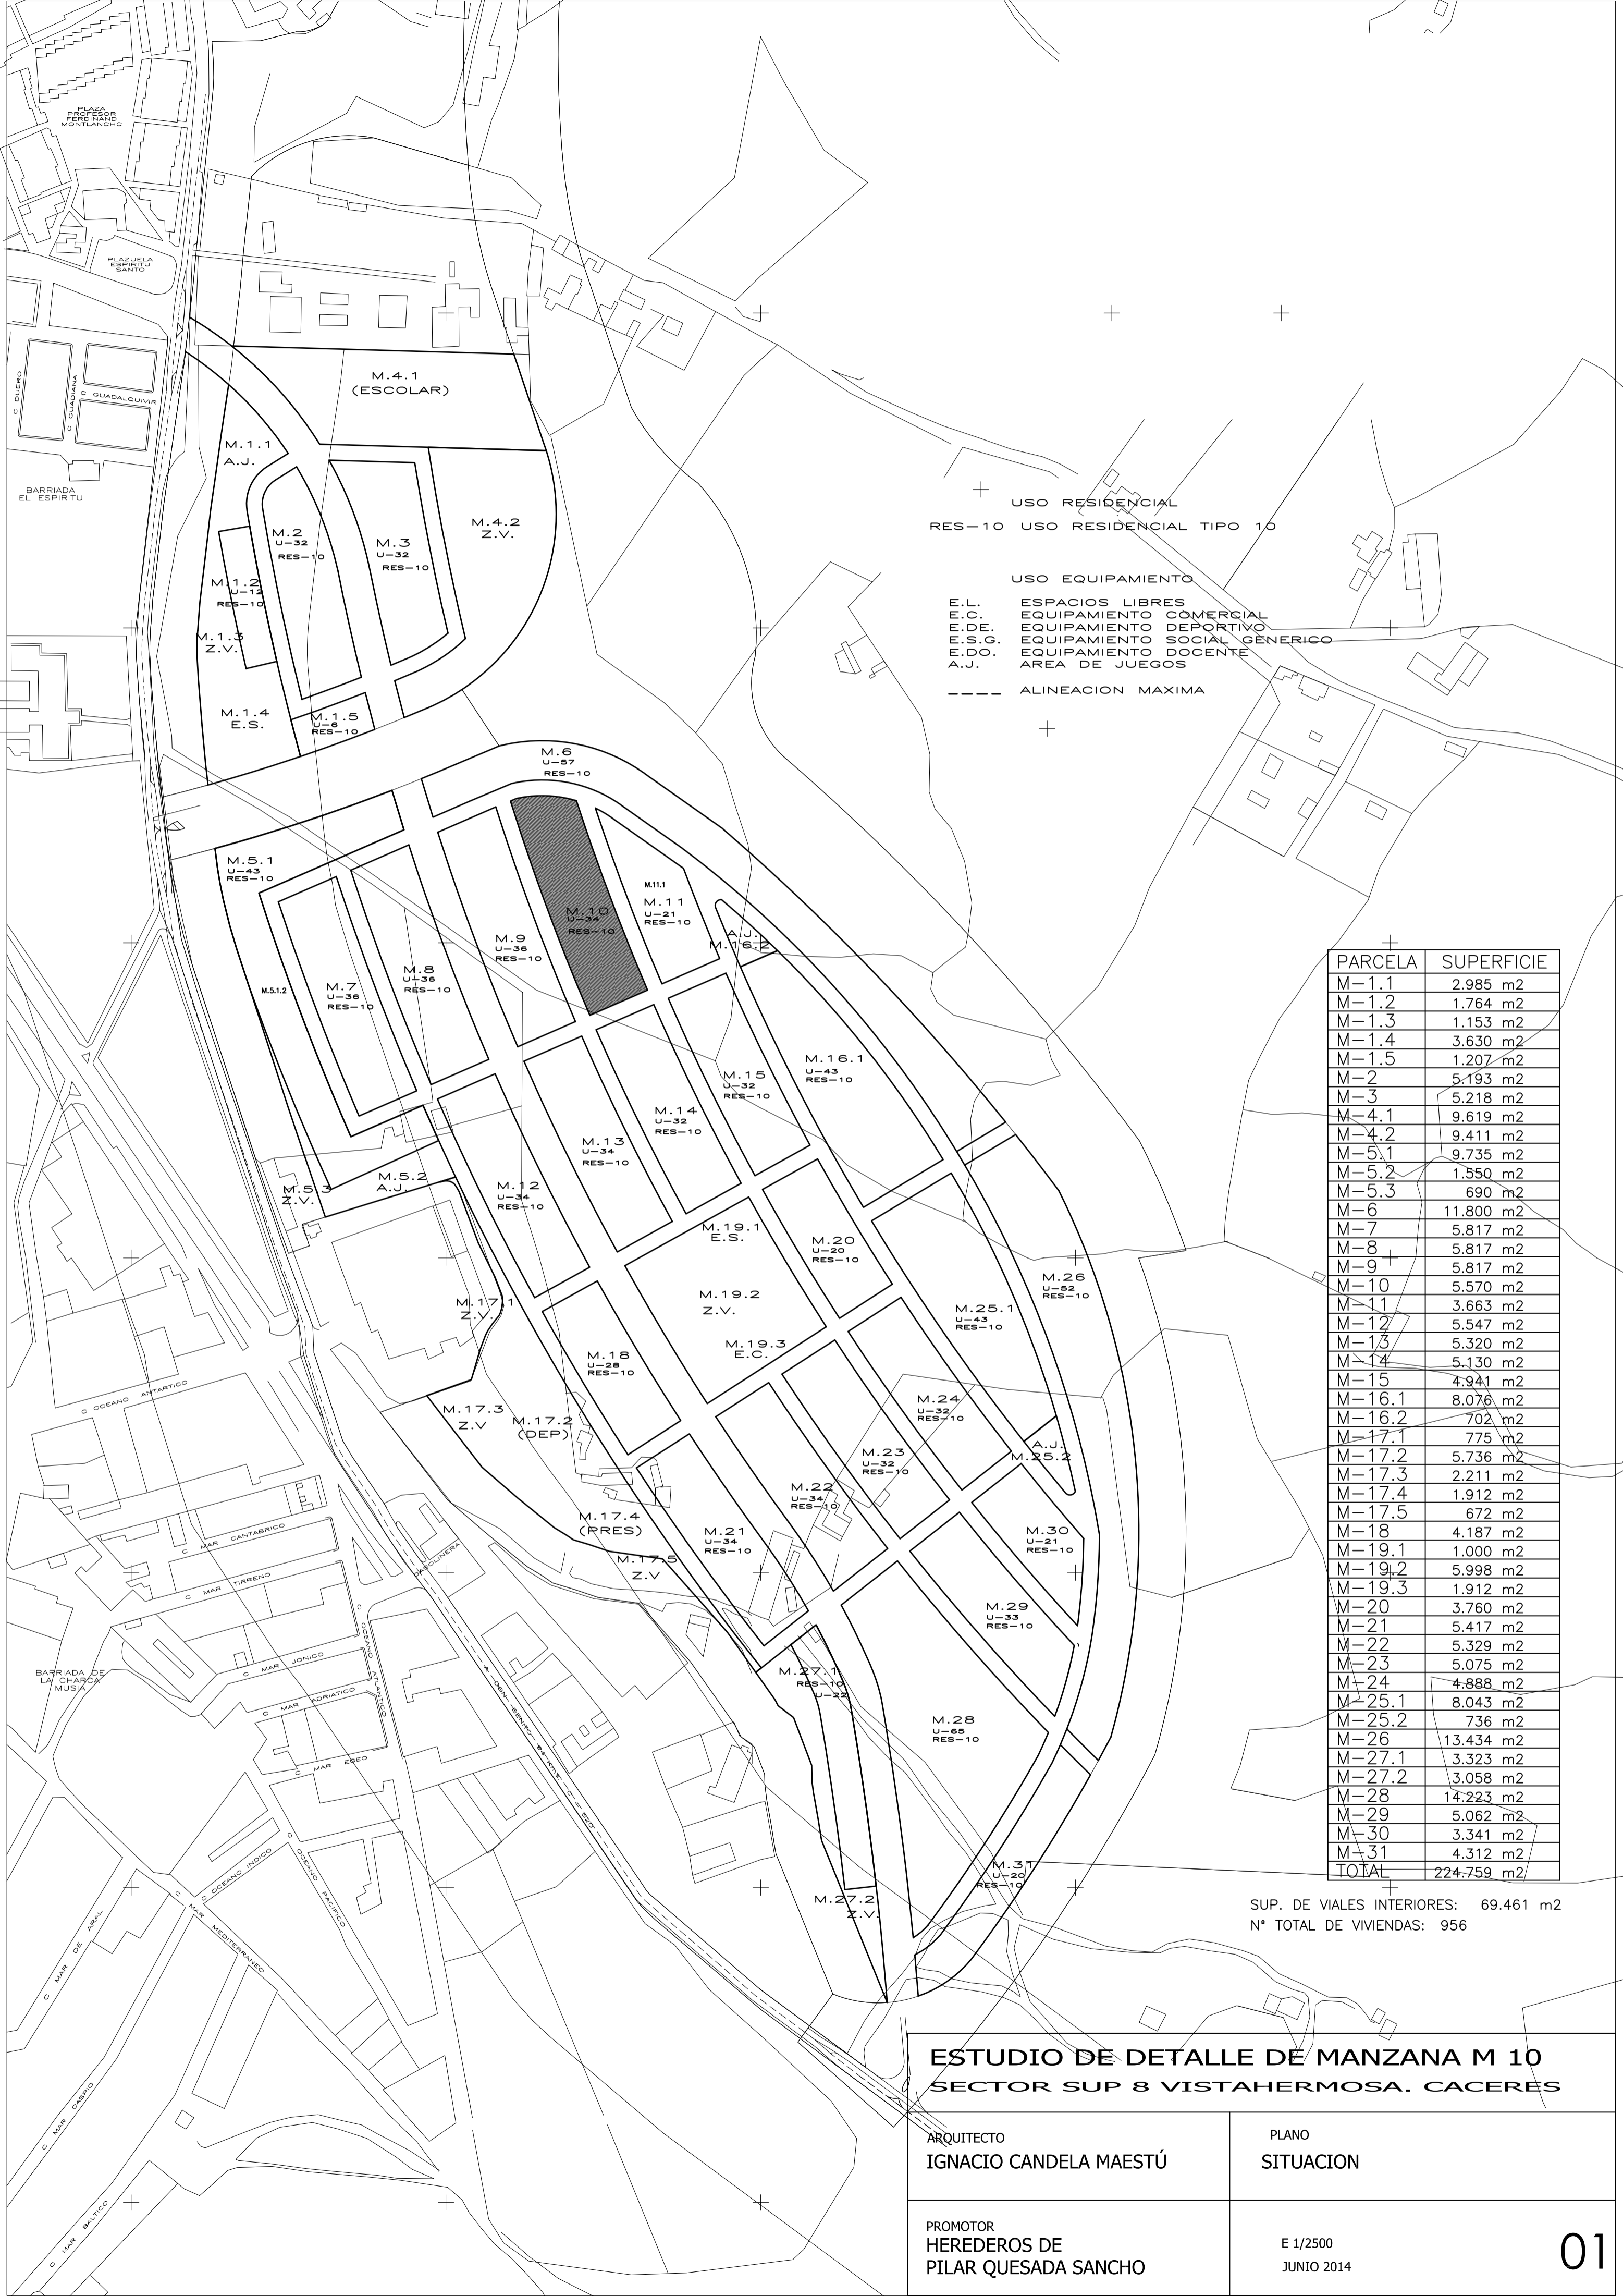 PLAZA
PROFESOR
FERDINAND
MONTLANCHC
PLAZUELA
ESPIRITU
SANTO
C DUERO
C GUADIANA
C GUADALQUIVIR
BARRIADA
EL ESPIRITU
M.4.1
(ESCOLAR)
M.1.1
A.J.
M.2
U-32
RES-10
M.3
U-32
RES-10
M.4.2
Z.V.
M.1.2
U-12
RES-10
M.1.3
Z.V.
M.1.4
E.S.
M.1.5
U-6
RES-10
USO RESIDENCIAL
RES-10 USO RESIDENCIAL TIPO 10
USO EQUIPAMIENTO
E.L. ESPACIOS LIBRES
E.C. EQUIPAMIENTO COMERCIAL
E.DE. EQUIPAMIENTO DEPORTIVO
E.S.G. EQUIPAMIENTO SOCIAL GENERICO
E.DO. EQUIPAMIENTO DOCENTE
A.J. AREA DE JUEGOS
---- ALINEACION MAXIMA
M.6
U-57
RES-10
M.5.1
U-43
RES-10
M.5.1.2
M.7
U-36
RES-10
M.8
U-36
RES-10
M.9
U-36
RES-10
M.10
U-34
RES-10
M.11.1
M.11
U-21
RES-10
A.J.
M.16.2
M.16.1
U-43
RES-10
M.15
U-32
RES-10
M.14
U-32
RES-10
M.13
U-34
RES-10
M.12
U-34
RES-10
M.5.2
A.J.
M.5.3
Z.V.
M.19.1
E.S.
M.19.2
Z.V.
M.19.3
E.C.
M.20
U-20
RES-10
M.26
U-52
RES-10
M.25.1
U-43
RES-10
M.17.1
Z.V.
M.18
U-28
RES-10
M.17.3
Z.V
M.17.2
(DEP)
M.24
U-32
RES-10
M.23
U-32
RES-10
A.J.
M.25.2
M.22
U-34
RES-10
M.17.4
(PRES)
M.21
U-34
RES-10
M.30
U-21
RES-10
M.17.5
Z.V
M.29
U-33
RES-10
M.27.1
RES-10
U-22
M.28
U-65
RES-10
M.31
U-20
RES-10
M.27.2
Z.V.
C OCEANO ANTARTICO
C MAR CANTABRICO
C MAR TIRRENO
GASOLINERA
C MAR JONICO
C OCEANO ATLANTICO
C MAR ADRIATICO
BARRIADA DE
LA CHARCA
MUSIA
C MAR EGEO
C OCEANO INDICO
C OCEANO PACIFICO
C MAR MEDITERRANEO
C MAR DE ARAL
C MAR CASPIO
C MAR BALTICO
PARCELA SUPERFICIE
M-1.1 2.985 m2
M-1.2 1.764 m2
M-1.3 1.153 m2
M-1.4 3.630 m2
M-1.5 1.207 m2
M-2 5.193 m2
M-3 5.218 m2
M-4.1 9.619 m2
M-4.2 9.411 m2
M-5.1 9.735 m2
M-5.2 1.550 m2
M-5.3 690 m2
M-6 11.800 m2
M-7 5.817 m2
M-8 5.817 m2
M-9 5.817 m2
M-10 5.570 m2
M-11 3.663 m2
M-12 5.547 m2
M-13 5.320 m2
M-14 5.130 m2
M-15 4.941 m2
M-16.1 8.076 m2
M-16.2 702 m2
M-17.1 775 m2
M-17.2 5.736 m2
M-17.3 2.211 m2
M-17.4 1.912 m2
M-17.5 672 m2
M-18 4.187 m2
M-19.1 1.000 m2
M-19.2 5.998 m2
M-19.3 1.912 m2
M-20 3.760 m2
M-21 5.417 m2
M-22 5.329 m2
M-23 5.075 m2
M-24 4.888 m2
M-25.1 8.043 m2
M-25.2 736 m2
M-26 13.434 m2
M-27.1 3.323 m2
M-27.2 3.058 m2
M-28 14.223 m2
M-29 5.062 m2
M-30 3.341 m2
M-31 4.312 m2
TOTAL 224.759 m2
SUP. DE VIALES INTERIORES: 69.461 m2
Nº TOTAL DE VIVIENDAS: 956
ESTUDIO DE DETALLE DE MANZANA M 10
SECTOR SUP 8 VISTAHERMOSA. CACERES
ARQUITECTO
IGNACIO CANDELA MAESTÚ
PLANO
SITUACION
PROMOTOR
HEREDEROS DE
PILAR QUESADA SANCHO
E 1/2500
JUNIO 2014
01